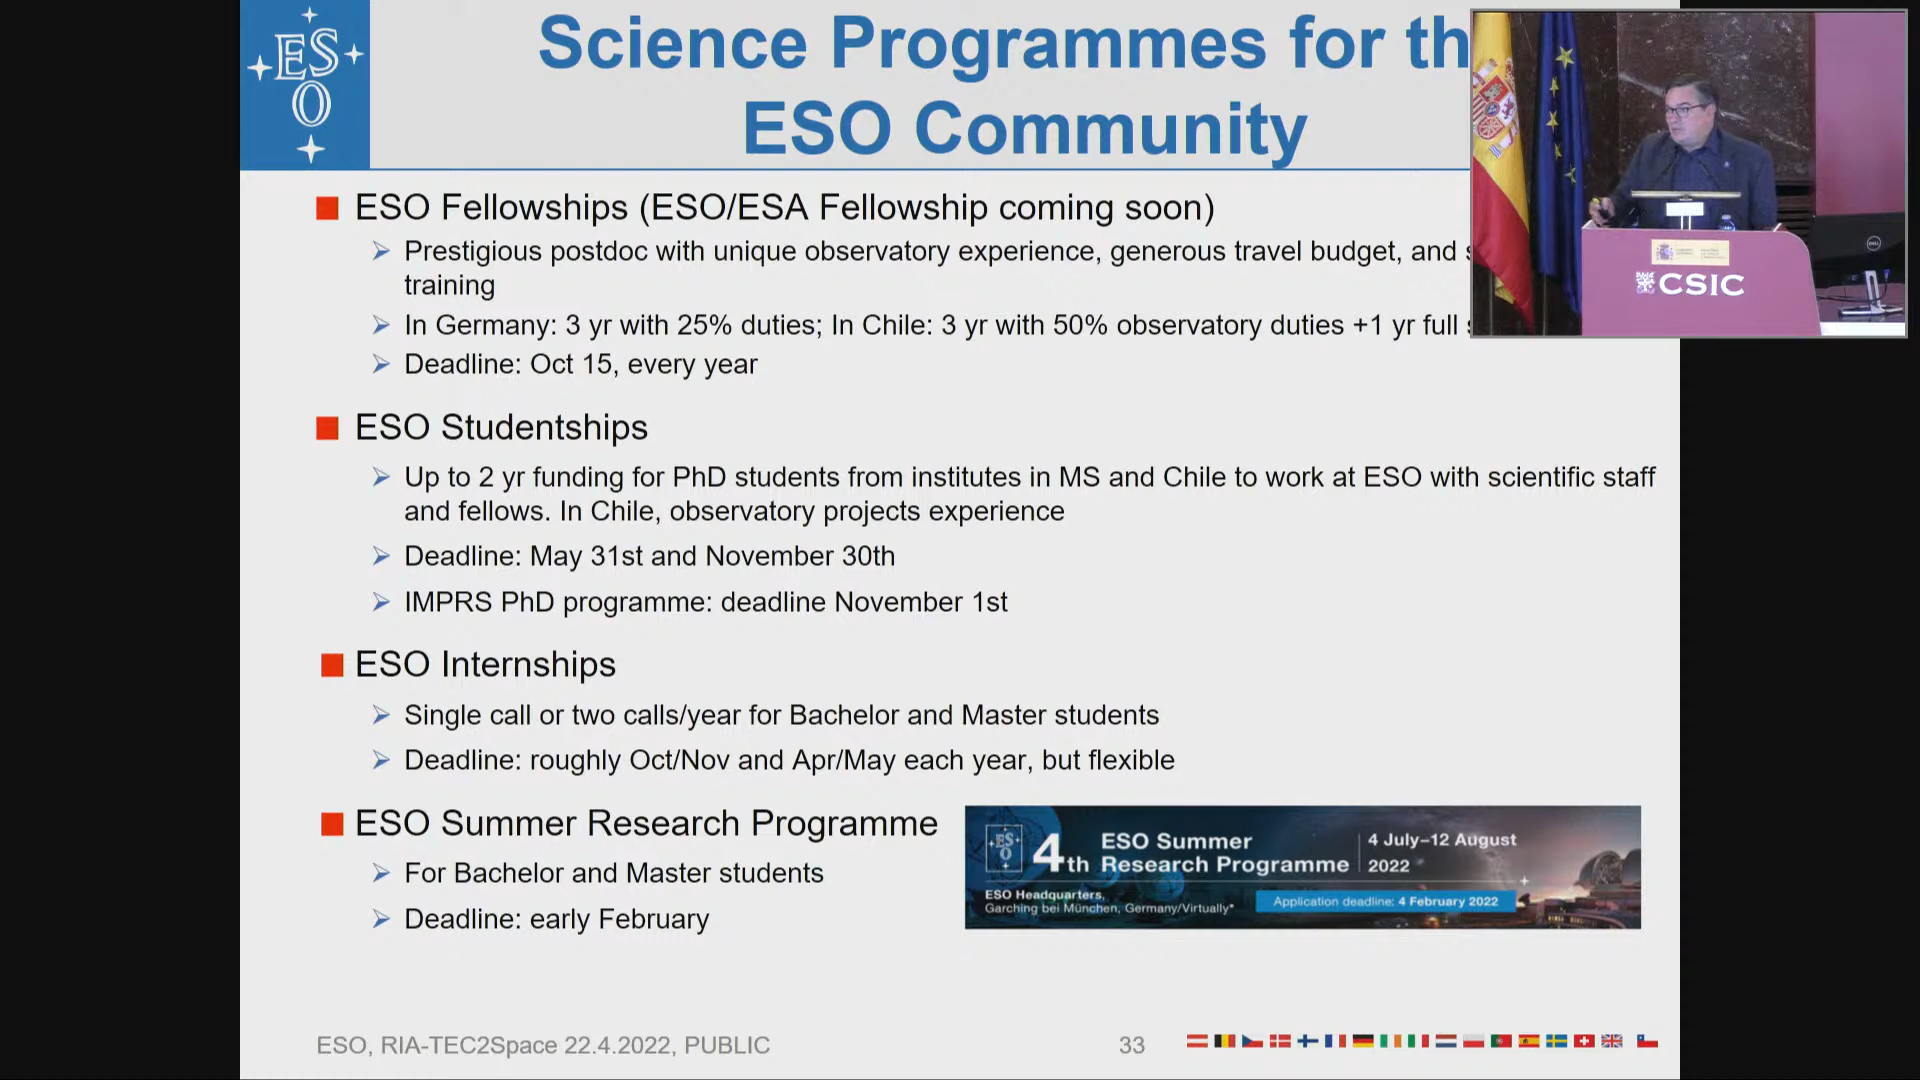 ESO
Science Programmes for th
ESO Community
ESO Fellowships (ESO/ESA Fellowship coming soon)
Prestigious postdoc with unique observatory experience, generous travel budget, and
training
In Germany: 3 yr with 25% duties; In Chile: 3 yr with 50% observatory duties +1 yr full
Deadline: Oct 15, every year
ESO Studentships
Up to 2 yr funding for PhD students from institutes in MS and Chile to work at ESO with scientific staff
and fellows. In Chile, observatory projects experience
Deadline: May 31st and November 30th
IMPRS PhD programme: deadline November 1st
ESO Internships
Single call or two calls/year for Bachelor and Master students
Deadline: roughly Oct/Nov and Apr/May each year, but flexible
ESO Summer Research Programme
For Bachelor and Master students
Deadline: early February
ESO
4th ESO Summer
Research Programme
4 July–12 August
2022
ESO Headquarters,
Garching bei München, Germany/Virtually*
Application deadline: 4 February 2022
ESO, RIA-TEC2Space 22.4.2022, PUBLIC
33
CSIC
DELL